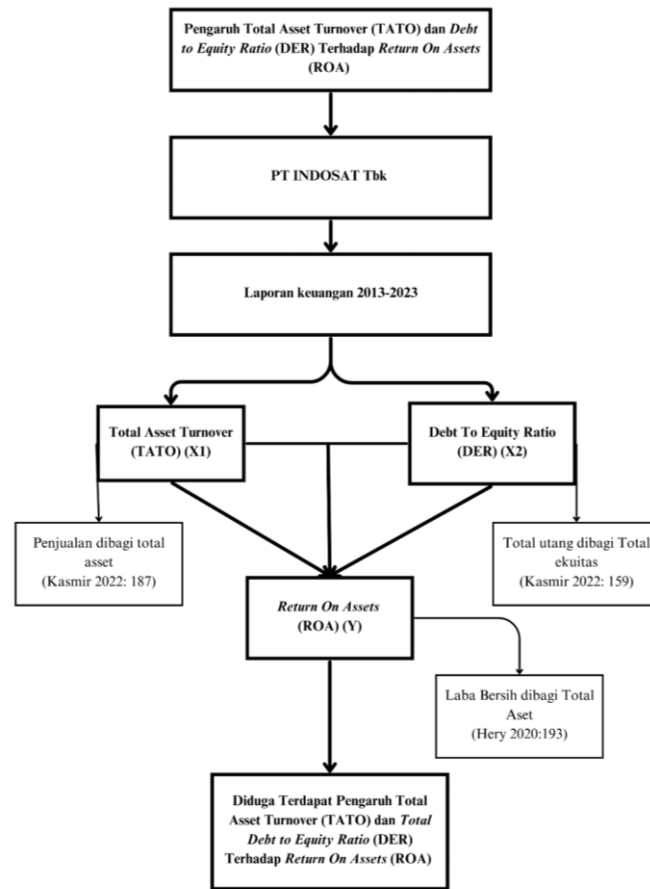 Pengaruh Total Asset Turnover (TATO) dan Debt
to Equity Ratio (DER) Terhadap Return On Assets
(ROA)
PT INDOSAT Tbk
Laporan keuangan 2013-2023
Total Asset Turnover
(TATO) (X1)
Debt To Equity Ratio
(DER) (X2)
Penjualan dibagi total
asset
(Kasmir 2022: 187)
Total utang dibagi Total
ekuitas
(Kasmir 2022: 159)
Return On Assets
(ROA) (Y)
Laba Bersih dibagi Total
Aset
(Hery 2020:193)
Diduga Terdapat Pengaruh Total
Asset Turnover (TATO) dan Total
Debt to Equity Ratio (DER)
Terhadap Return On Assets (ROA)